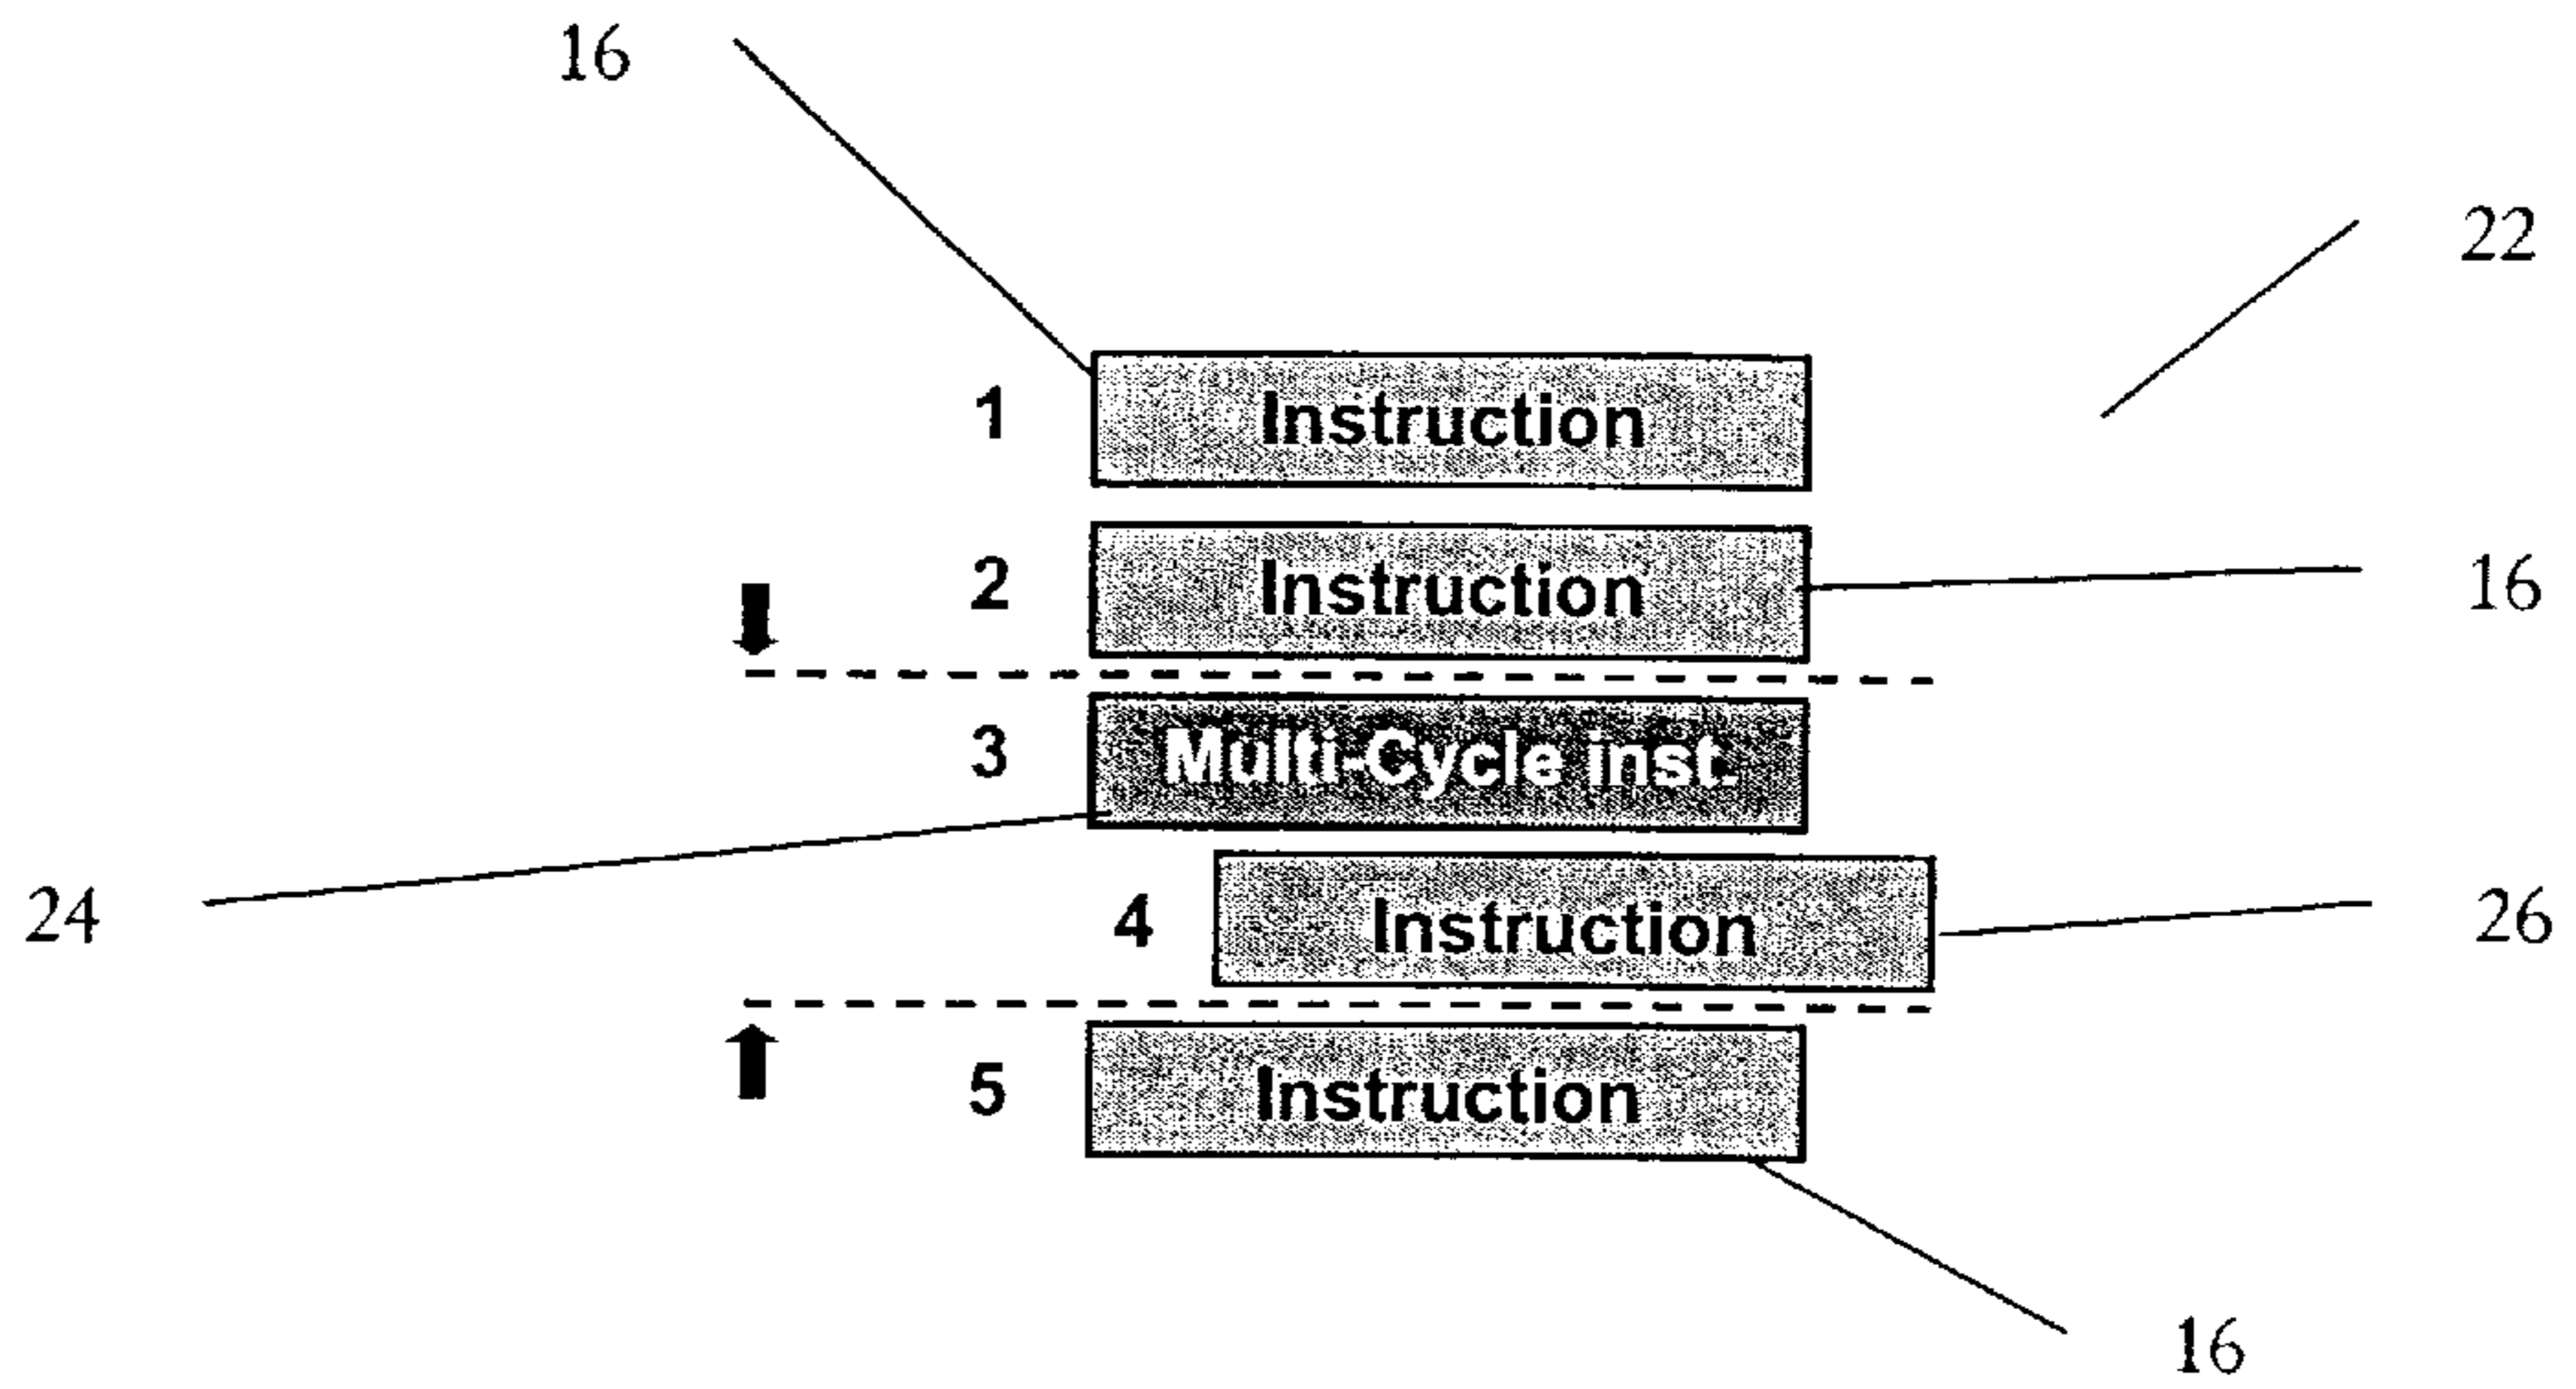 16
22
1 Instruction
2 Instruction
16
3 Multi-Cycle inst.
24
4 Instruction
26
5 Instruction
16